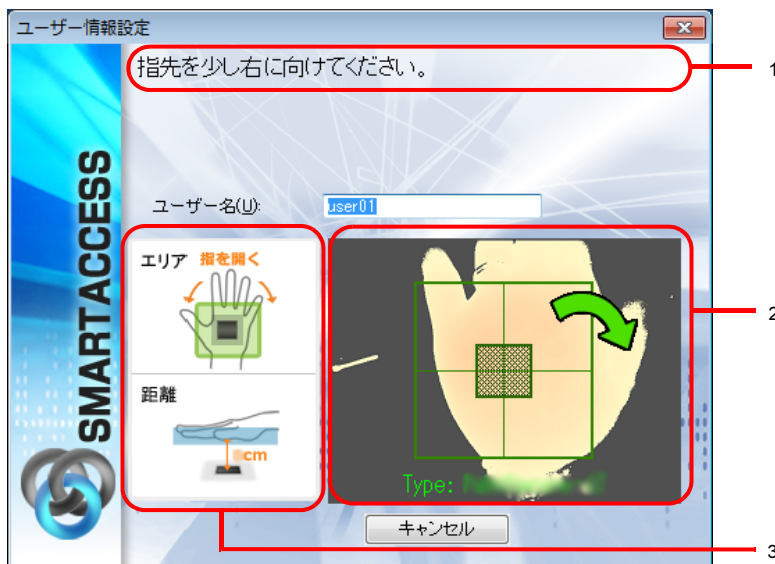 ユーザー情報設定
指先を少し右に向けてください。
1
ユーザー名(U):
user01
SMARTACCESS
エリア 指を開く
2
距離
cm
Type:
キャンセル
3